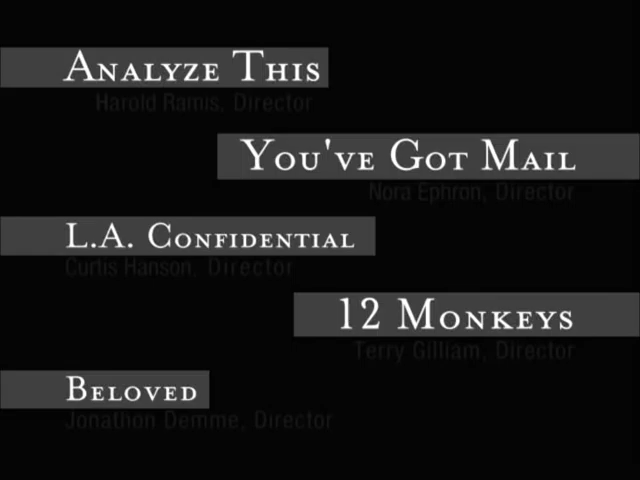 Analyze This
Harold Ramis, Director
You've Got Mail
Nora Ephron, Director
L.A. Confidential
Curtis Hanson, Director
12 Monkeys
Terry Gilliam, Director
Beloved
Jonathon Demme, Director